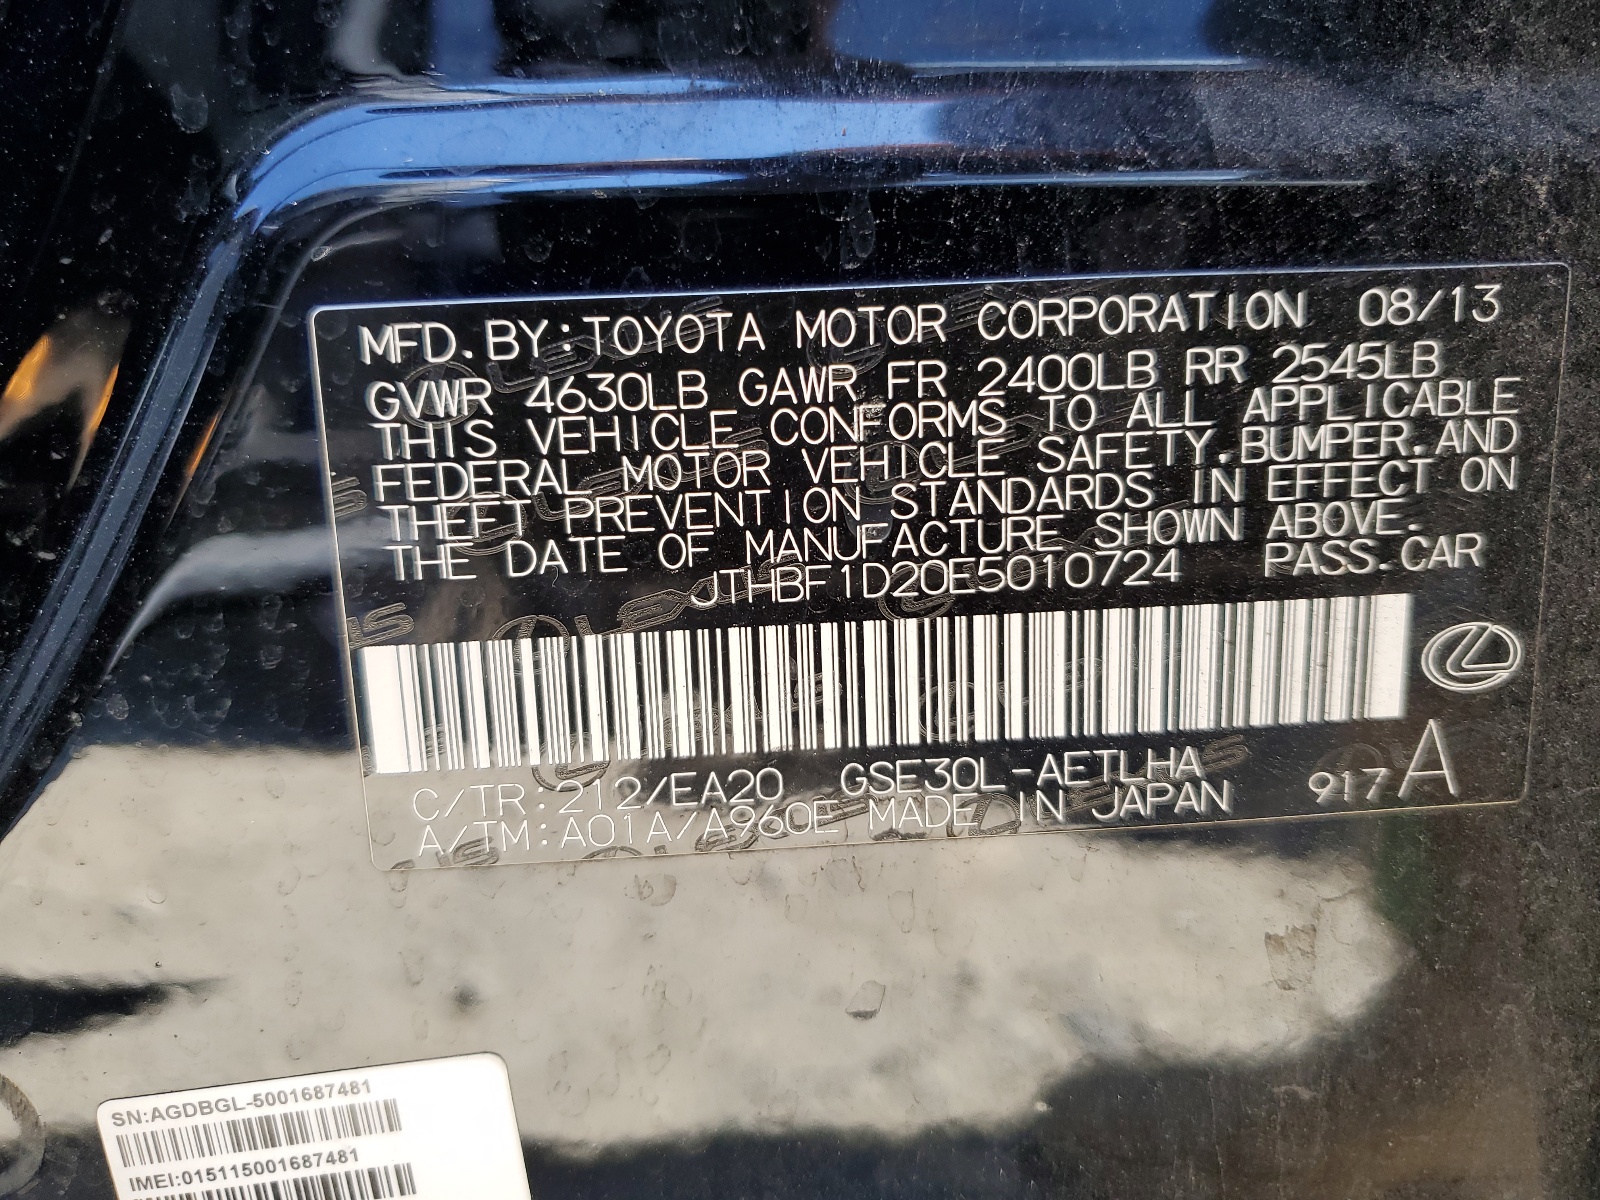 MFD. BY: TOYOTA MOTOR CORPORATION 08/13
GVWR 4630LB GAWR FR 2400LB RR 2545LB
THIS VEHICLE CONFORMS TO ALL APPLICABLE
FEDERAL MOTOR VEHICLE SAFETY, BUMPER, AND
THEFT PREVENTION STANDARDS IN EFFECT ON
THE DATE OF MANUFACTURE SHOWN ABOVE.
JTHBF1D20E5010724 PASS. CAR
C/TR: 212/EA20 GSE30L-AETLHA
A/TM: A01A/A960E MADE IN JAPAN 917 A
SN:AGDBGL-5001687481
IMEI:015115001687481